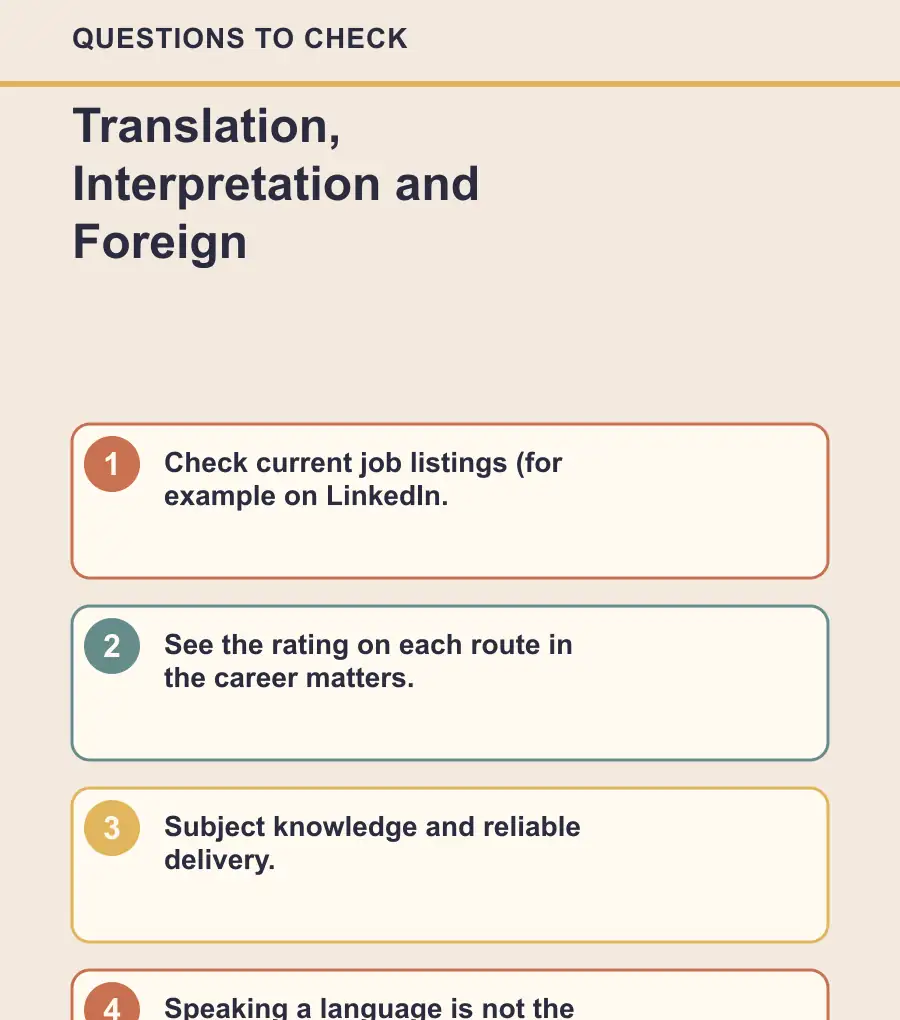 QUESTIONS TO CHECK
Translation,
Interpretation and
Foreign
1
Check current job listings (for
example on LinkedIn.
2
See the rating on each route in
the career matters.
3
Subject knowledge and reliable
delivery.
4
Speaking a language is not the